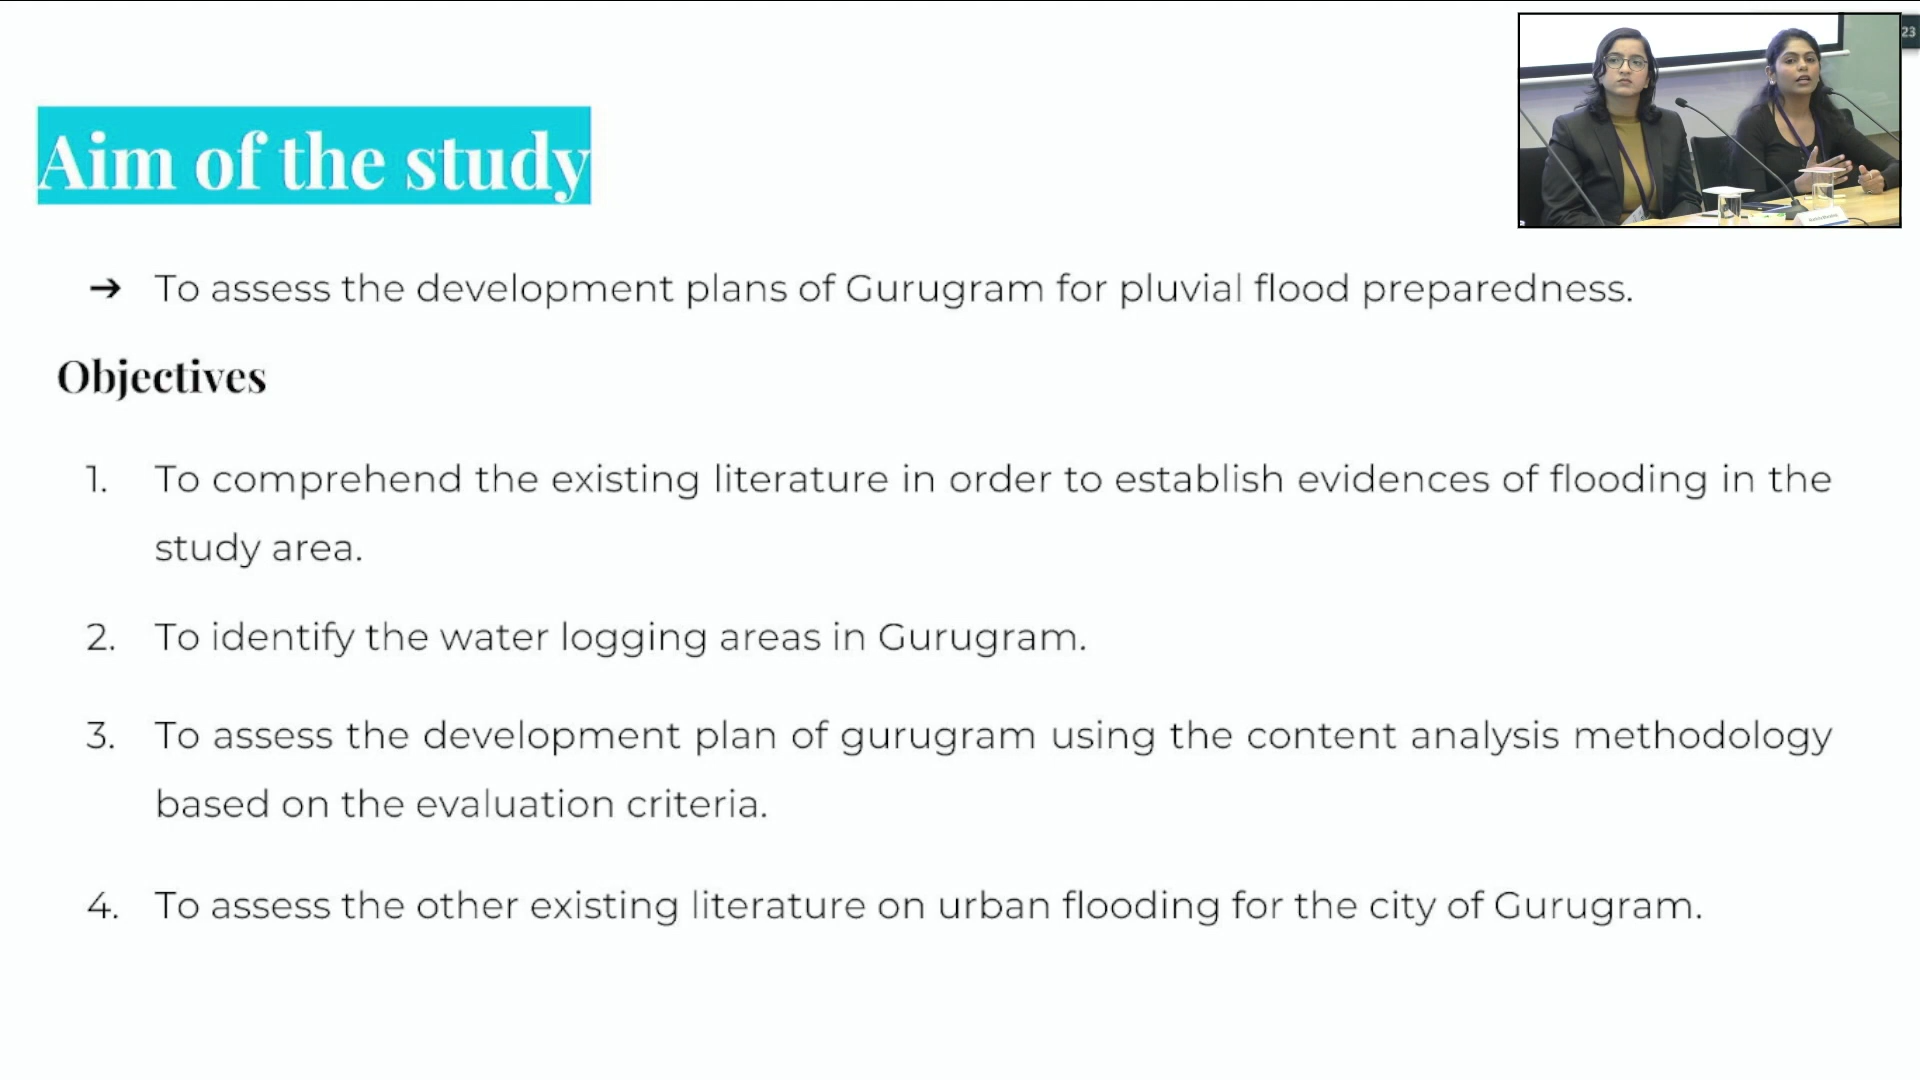 23
Aim of the study
➔ To assess the development plans of Gurugram for pluvial flood preparedness.
Objectives
1. To comprehend the existing literature in order to establish evidences of flooding in the
study area.
2. To identify the water logging areas in Gurugram.
3. To assess the development plan of gurugram using the content analysis methodology
based on the evaluation criteria.
4. To assess the other existing literature on urban flooding for the city of Gurugram.